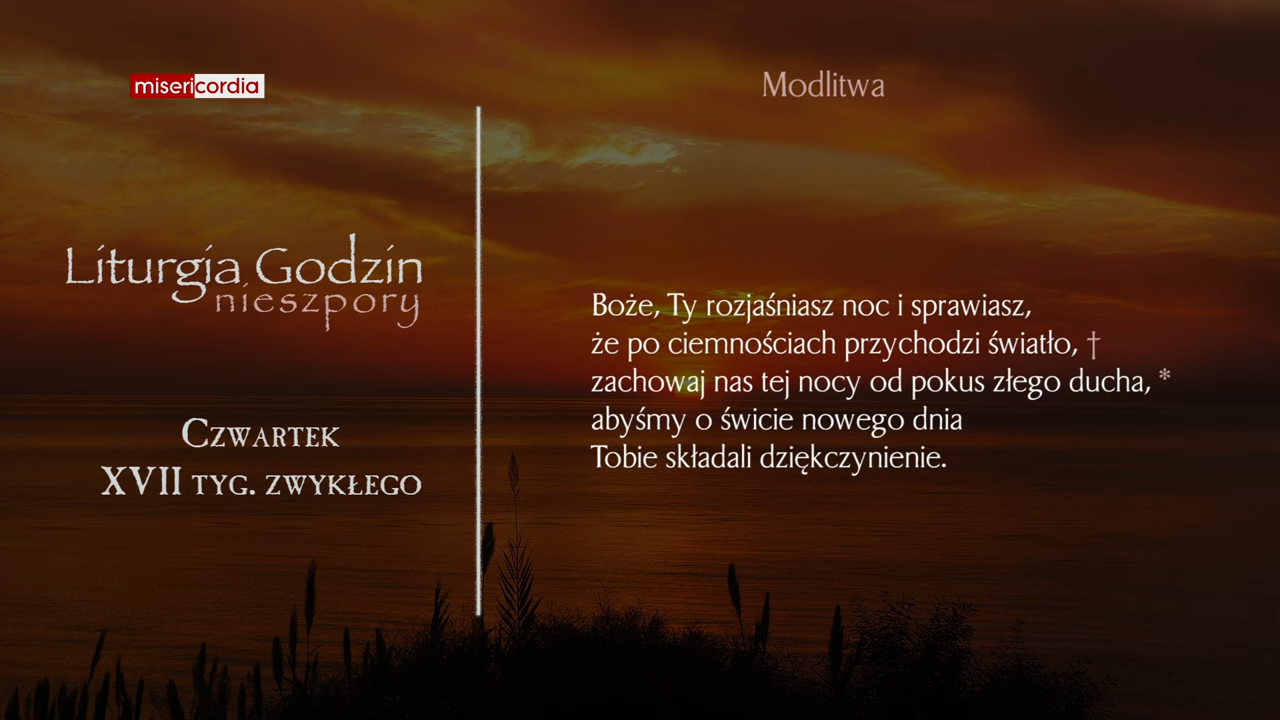 misericordia
Liturgia Godzin
nieszpory
Czwartek
XVII tyg. zwykłego
Modlitwa
Boże, Ty rozjaśniasz noc i sprawiasz,
że po ciemnościach przychodzi światło, †
zachowaj nas tej nocy od pokus złego ducha, *
abyśmy o świcie nowego dnia
Tobie składali dziękczynienie.